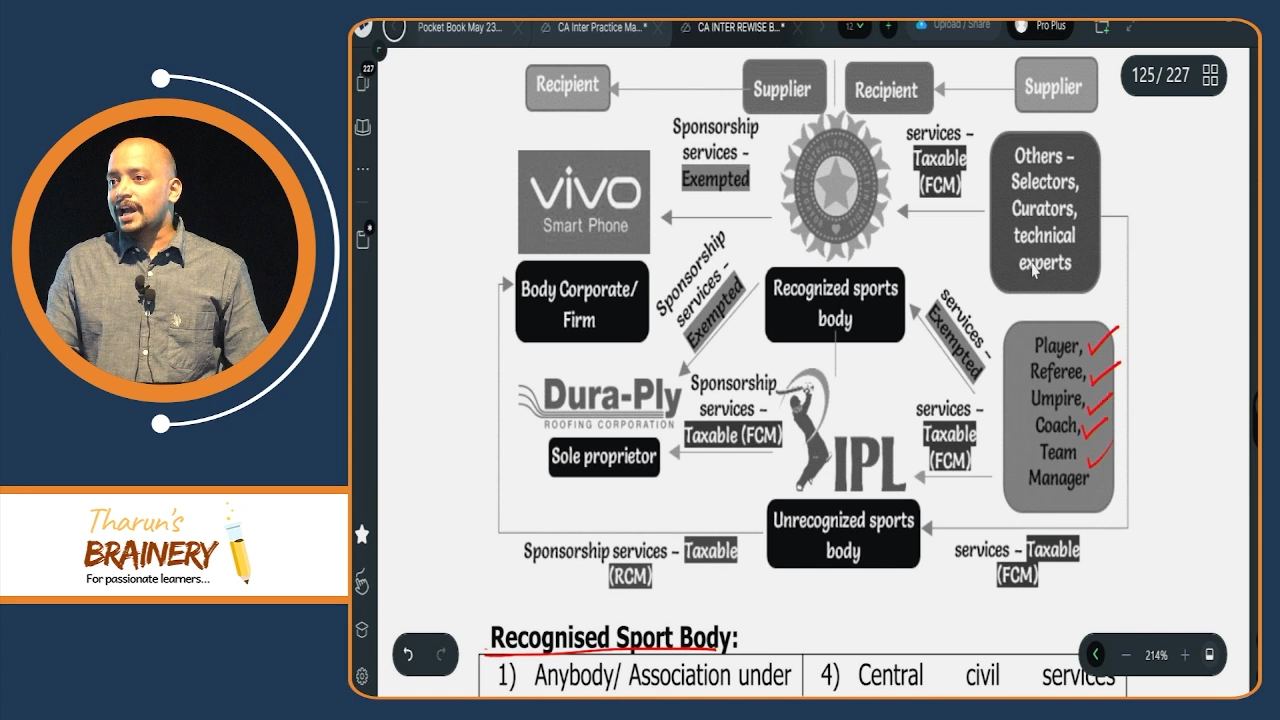 Pocket Book May 23...
CA Inter Practice Ma...*
CA INTER REWISE B...*
12
Upload / Share
Pro Plus
227
125/ 227
Recipient
Supplier
Recipient
Supplier
Sponsorship
services –
Exempted
services –
Taxable
(FCM)
Others –
Selectors,
Curators,
technical
experts
vivo
Smart Phone
Body Corporate/
Firm
Sponsorship
services –
Exempted
Recognized sports
body
services –
Exempted
Player,
Referee,
Umpire,
Coach,
Team
Manager
Dura-Ply
ROOFING CORPORATION
Sole proprietor
Sponsorship
services –
Taxable (FCM)
IPL
services –
Taxable
(FCM)
Unrecognized sports
body
Sponsorship services – Taxable
(RCM)
services – Taxable
(FCM)
Tharun's
BRAINERY
For passionate learners...
Recognised Sport Body:
1) Anybody/ Association under
4) Central civil services
214%